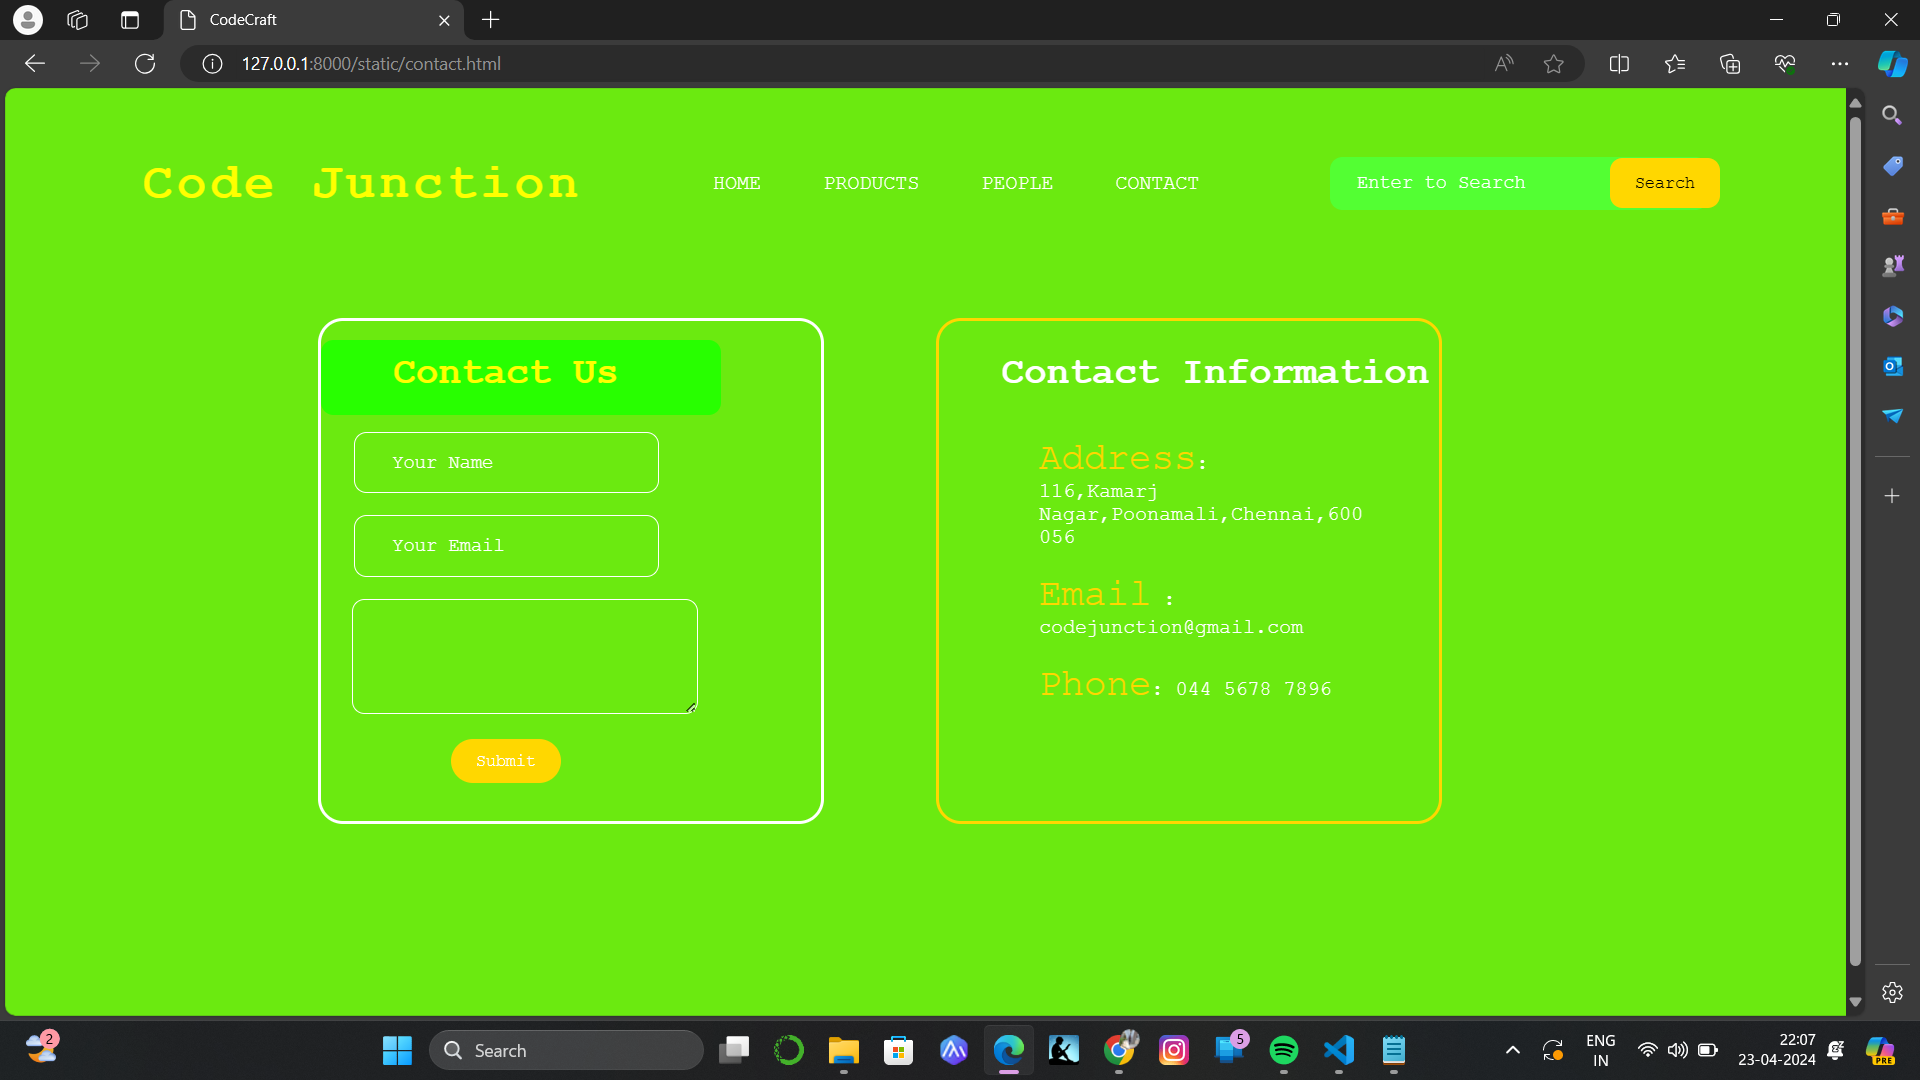 CodeCraft
127.0.0.1:8000/static/contact.html
Code Junction
HOME PRODUCTS PEOPLE CONTACT
Enter to Search
Search
Contact Us
Your Name
Your Email
Submit
Contact Information
Address:
116,Kamarj
Nagar,Poonamali,Chennai,600
056
Email :
codejunction@gmail.com
Phone: 044 5678 7896
2
Search
5
ENG
IN
22:07
23-04-2024
PRE